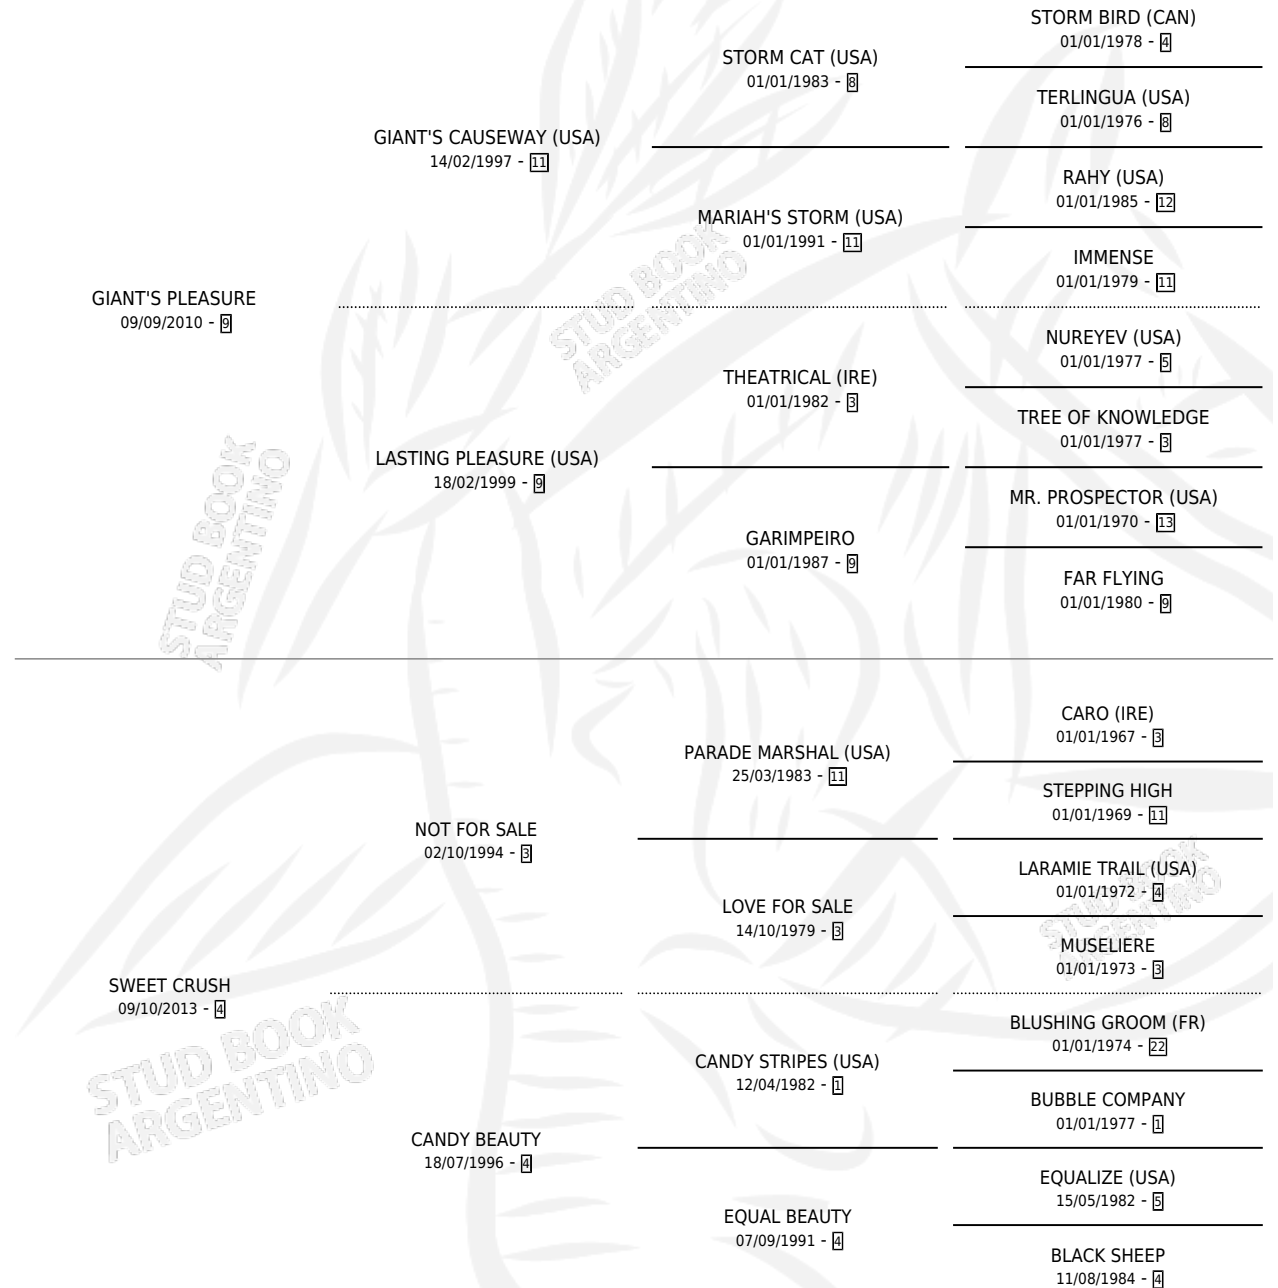 STORM BIRD (CAN)
01/01/1978 - 4
STORM CAT (USA)
01/01/1983 - 8
TERLINGUA (USA)
01/01/1976 - 8
GIANT'S CAUSEWAY (USA)
14/02/1997 - 11
RAHY (USA)
01/01/1985 - 12
MARIAH'S STORM (USA)
01/01/1991 - 11
IMMENSE
01/01/1979 - 11
GIANT'S PLEASURE
09/09/2010 - 9
NUREYEV (USA)
01/01/1977 - 5
THEATRICAL (IRE)
01/01/1982 - 3
TREE OF KNOWLEDGE
01/01/1977 - 3
LASTING PLEASURE (USA)
18/02/1999 - 9
MR. PROSPECTOR (USA)
01/01/1970 - 13
GARIMPEIRO
01/01/1987 - 9
FAR FLYING
01/01/1980 - 9
CARO (IRE)
01/01/1967 - 3
PARADE MARSHAL (USA)
25/03/1983 - 11
STEPPING HIGH
01/01/1969 - 11
NOT FOR SALE
02/10/1994 - 3
LARAMIE TRAIL (USA)
01/01/1972 - 4
LOVE FOR SALE
14/10/1979 - 3
MUSELIERE
01/01/1973 - 3
SWEET CRUSH
09/10/2013 - 4
BLUSHING GROOM (FR)
01/01/1974 - 22
CANDY STRIPES (USA)
12/04/1982 - 1
BUBBLE COMPANY
01/01/1977 - 1
CANDY BEAUTY
18/07/1996 - 4
EQUALIZE (USA)
15/05/1982 - 5
EQUAL BEAUTY
07/09/1991 - 4
BLACK SHEEP
11/08/1984 - 4
STUD BOOK
ARGENTINO
STUD BOOK
ARGENTINO
STUD BOOK
ARGENTINO
STUD BOOK
ARGENTINO